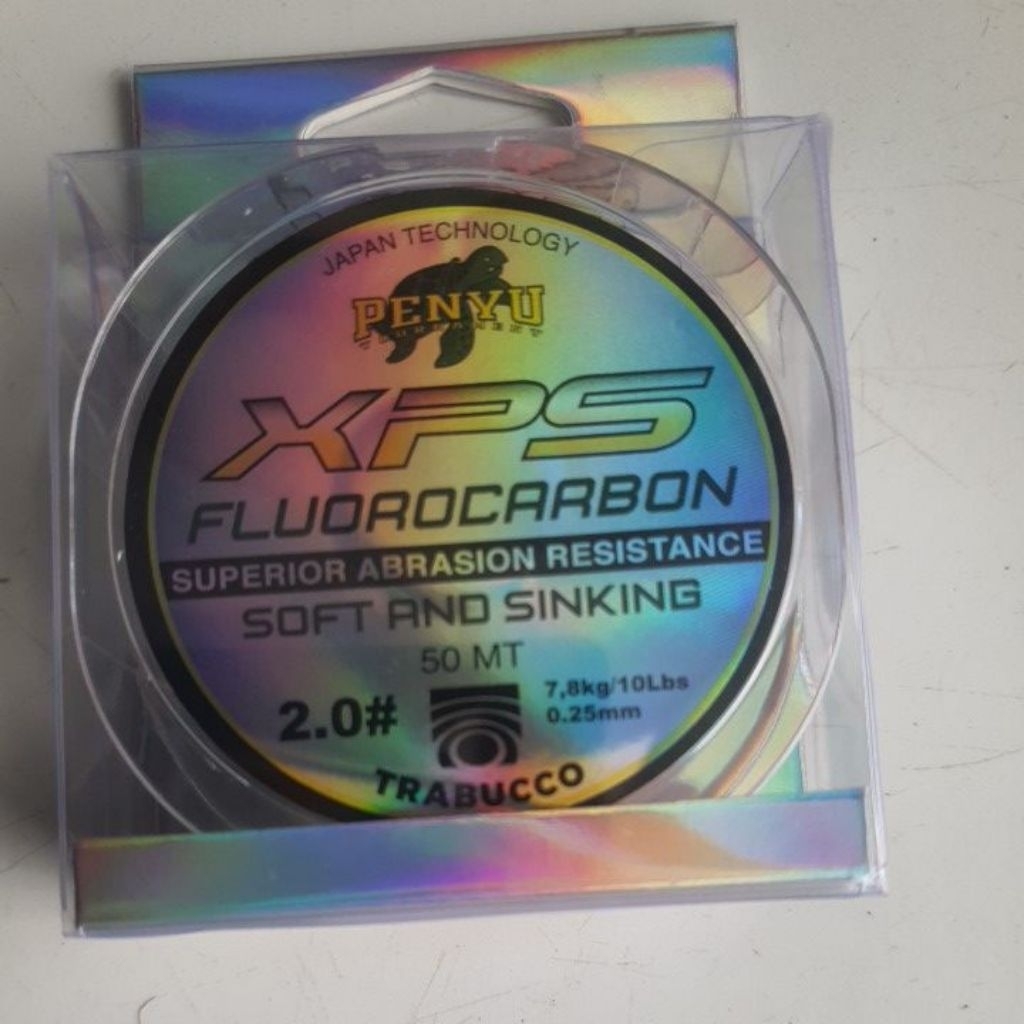 JAPAN TECHNOLOGY
PENYU
XPS
FLUOROCARBON
SUPERIOR ABRASION RESISTANCE
SOFT AND SINKING
50 MT
2.0#
7,8kg/10Lbs
0.25mm
TRABUCCO